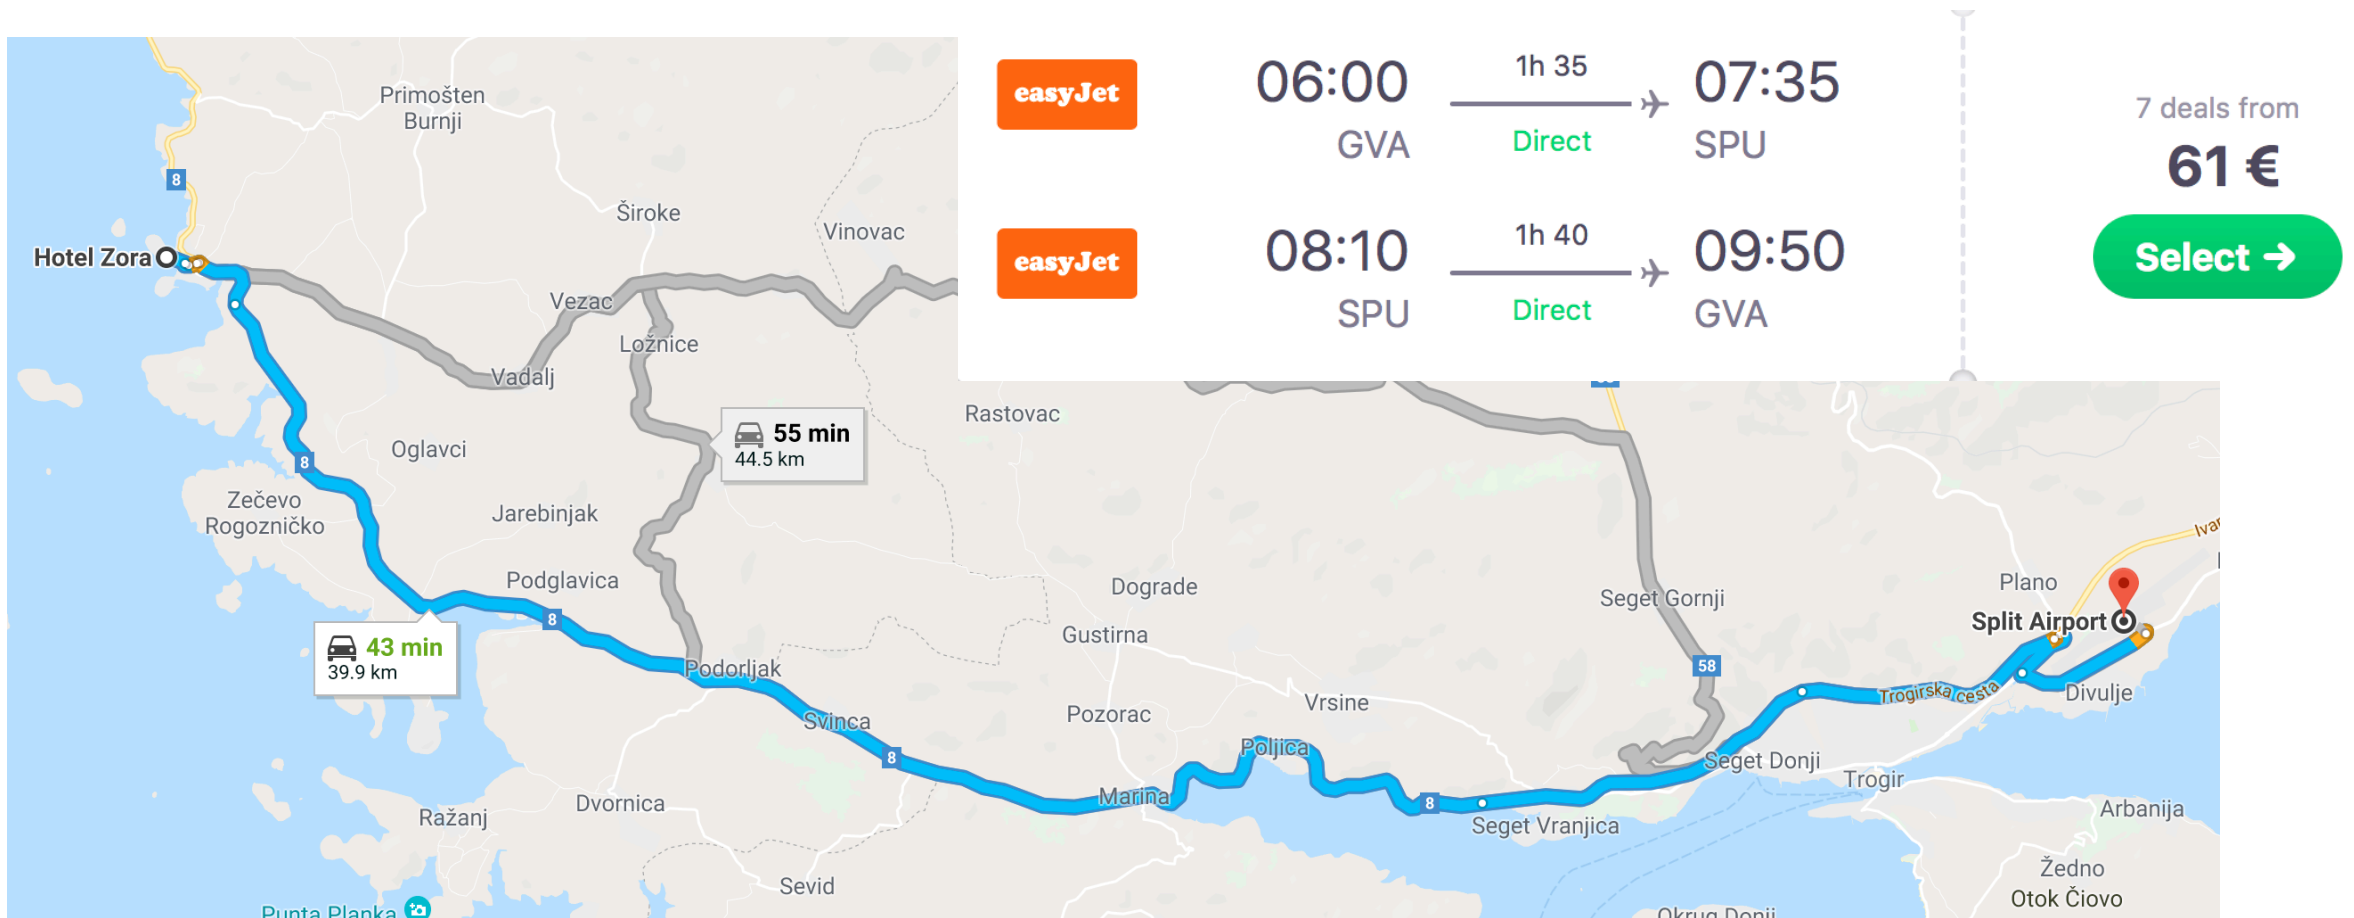 easyJet
06:00
1h 35
07:35
GVA
Direct
SPU
easyJet
08:10
1h 40
09:50
SPU
Direct
GVA
7 deals from
61 €
Select →
Primošten
Burnji
8
Široke
Vinovac
Hotel Zora
Vezac
Ložnice
Vadalj
Rastovac
55 min
44.5 km
Oglavci
8
Zečevo
Rogozničko
Jarebinjak
Podglavica
8
43 min
39.9 km
Podorljak
Dograde
Gustirna
Seget Gornji
Plano
Split Airport
58
Trogirska cesta
Divulje
Svinca
8
Pozorac
Vrsine
Poljica
Marina
8
Seget Donji
Trogir
Seget Vranjica
Arbanija
Ražanj
Dvornica
Sevid
Žedno
Otok Čiovo
Punta Planka
Okrug Donji